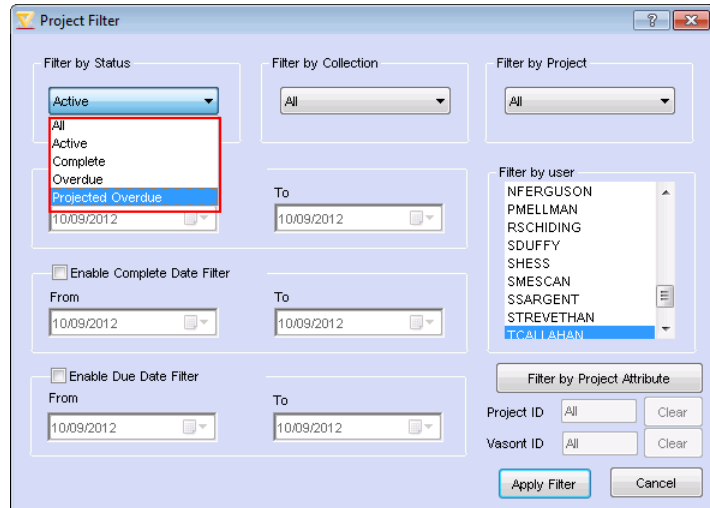 Project Filter
Filter by Status
Filter by Collection
Filter by Project
Active
All
All
All
Active
Complete
Overdue
Projected Overdue
To
10/09/2012
10/09/2012
Filter by user
NFERGUSON
PMELLMAN
RSCHIDING
SDUFFY
SHESS
SMESCAN
SSARGENT
STREVETHAN
TCALLAHAN
Enable Complete Date Filter
From
To
10/09/2012
10/09/2012
Enable Due Date Filter
From
To
10/09/2012
10/09/2012
Filter by Project Attribute
Project ID
All
Clear
Vasont ID
All
Clear
Apply Filter
Cancel